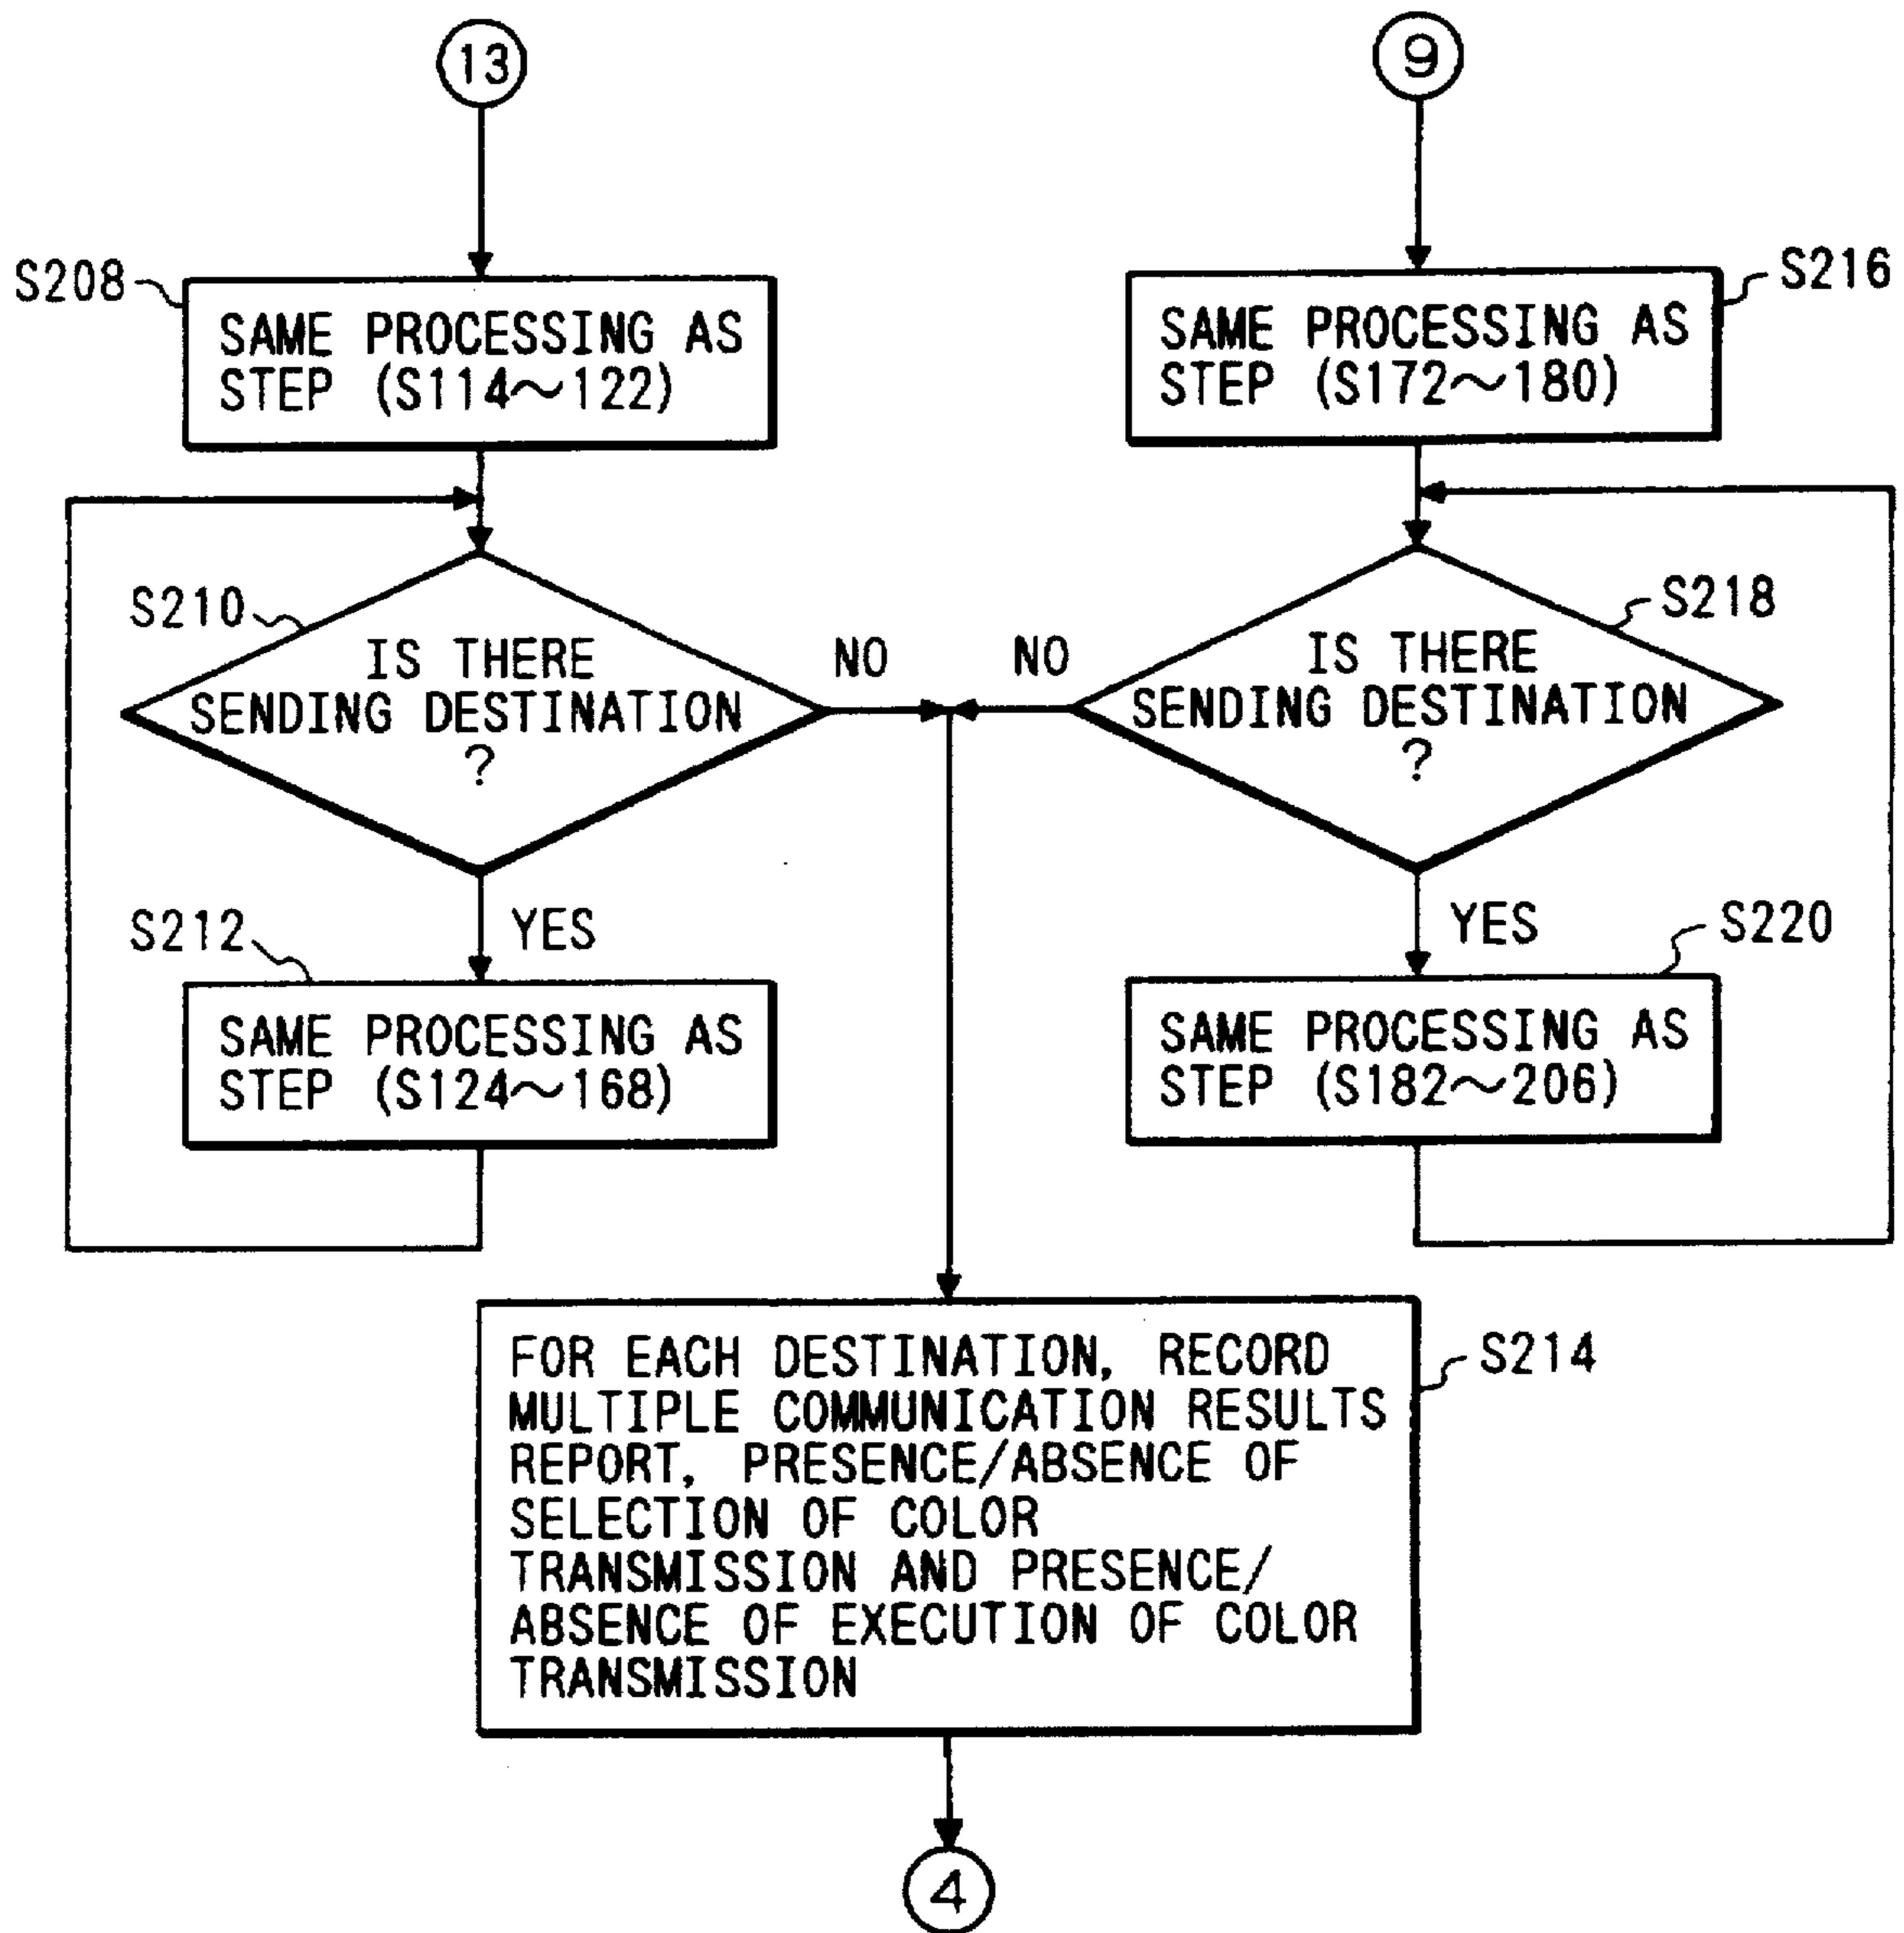 13
S208
SAME PROCESSING AS
STEP (S114~122)
S210
IS THERE
SENDING DESTINATION
?
NO
YES
S212
SAME PROCESSING AS
STEP (S124~168)
9
S216
SAME PROCESSING AS
STEP (S172~180)
S218
IS THERE
SENDING DESTINATION
?
NO
YES
S220
SAME PROCESSING AS
STEP (S182~206)
S214
FOR EACH DESTINATION, RECORD
MULTIPLE COMMUNICATION RESULTS
REPORT, PRESENCE/ABSENCE OF
SELECTION OF COLOR
TRANSMISSION AND PRESENCE/
ABSENCE OF EXECUTION OF COLOR
TRANSMISSION
4